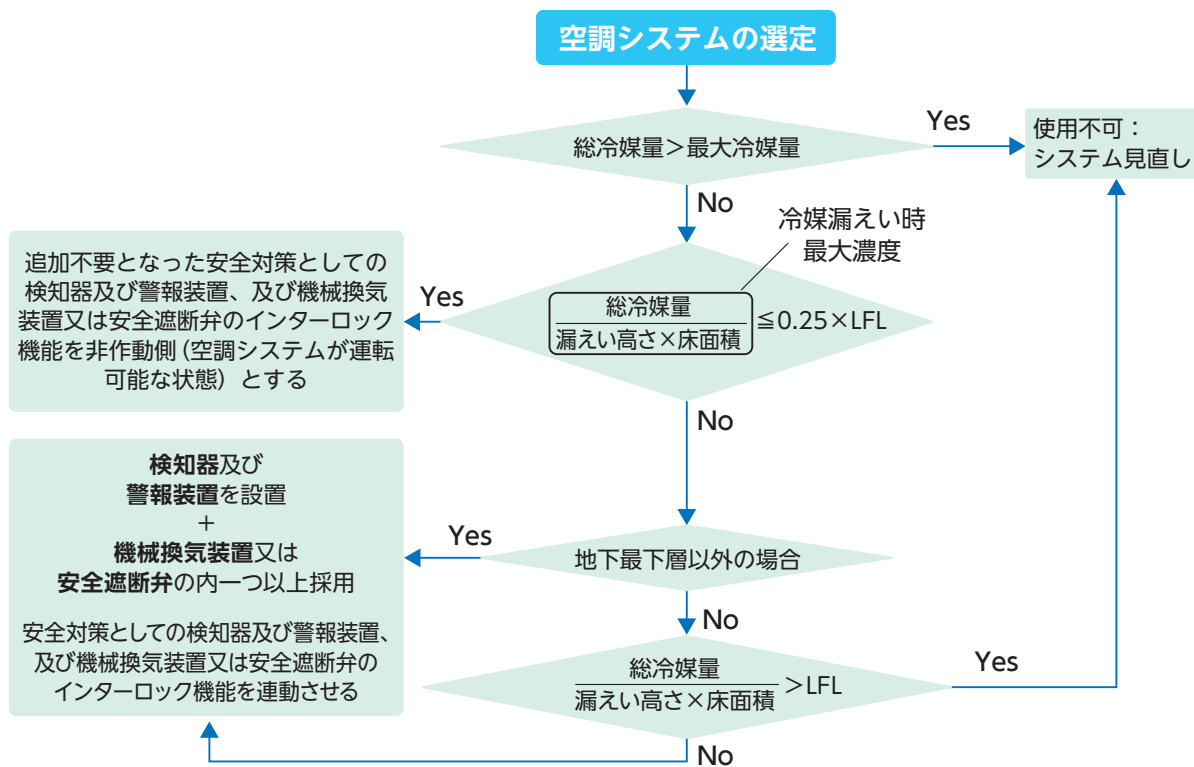 空調システムの選定
総冷媒量＞最大冷媒量
Yes
使用不可：
システム見直し
No
冷媒漏えい時
最大濃度
総冷媒量
漏えい高さ×床面積
≦0.25×LFL
Yes
追加不要となった安全対策としての
検知器及び警報装置、及び機械換気
装置又は安全遮断弁のインターロック
機能を非作動側（空調システムが運転
可能な状態）とする
No
地下最下層以外の場合
Yes
検知器及び
警報装置を設置
+
機械換気装置又は
安全遮断弁の内一つ以上採用
安全対策としての検知器及び警報装置、
及び機械換気装置又は安全遮断弁の
インターロック機能を連動させる
No
総冷媒量
漏えい高さ×床面積
＞LFL
Yes
No